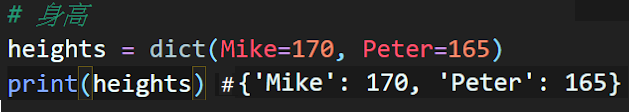 # 身高
heights = dict(Mike=170, Peter=165)
print(heights) #{'Mike': 170, 'Peter': 165}